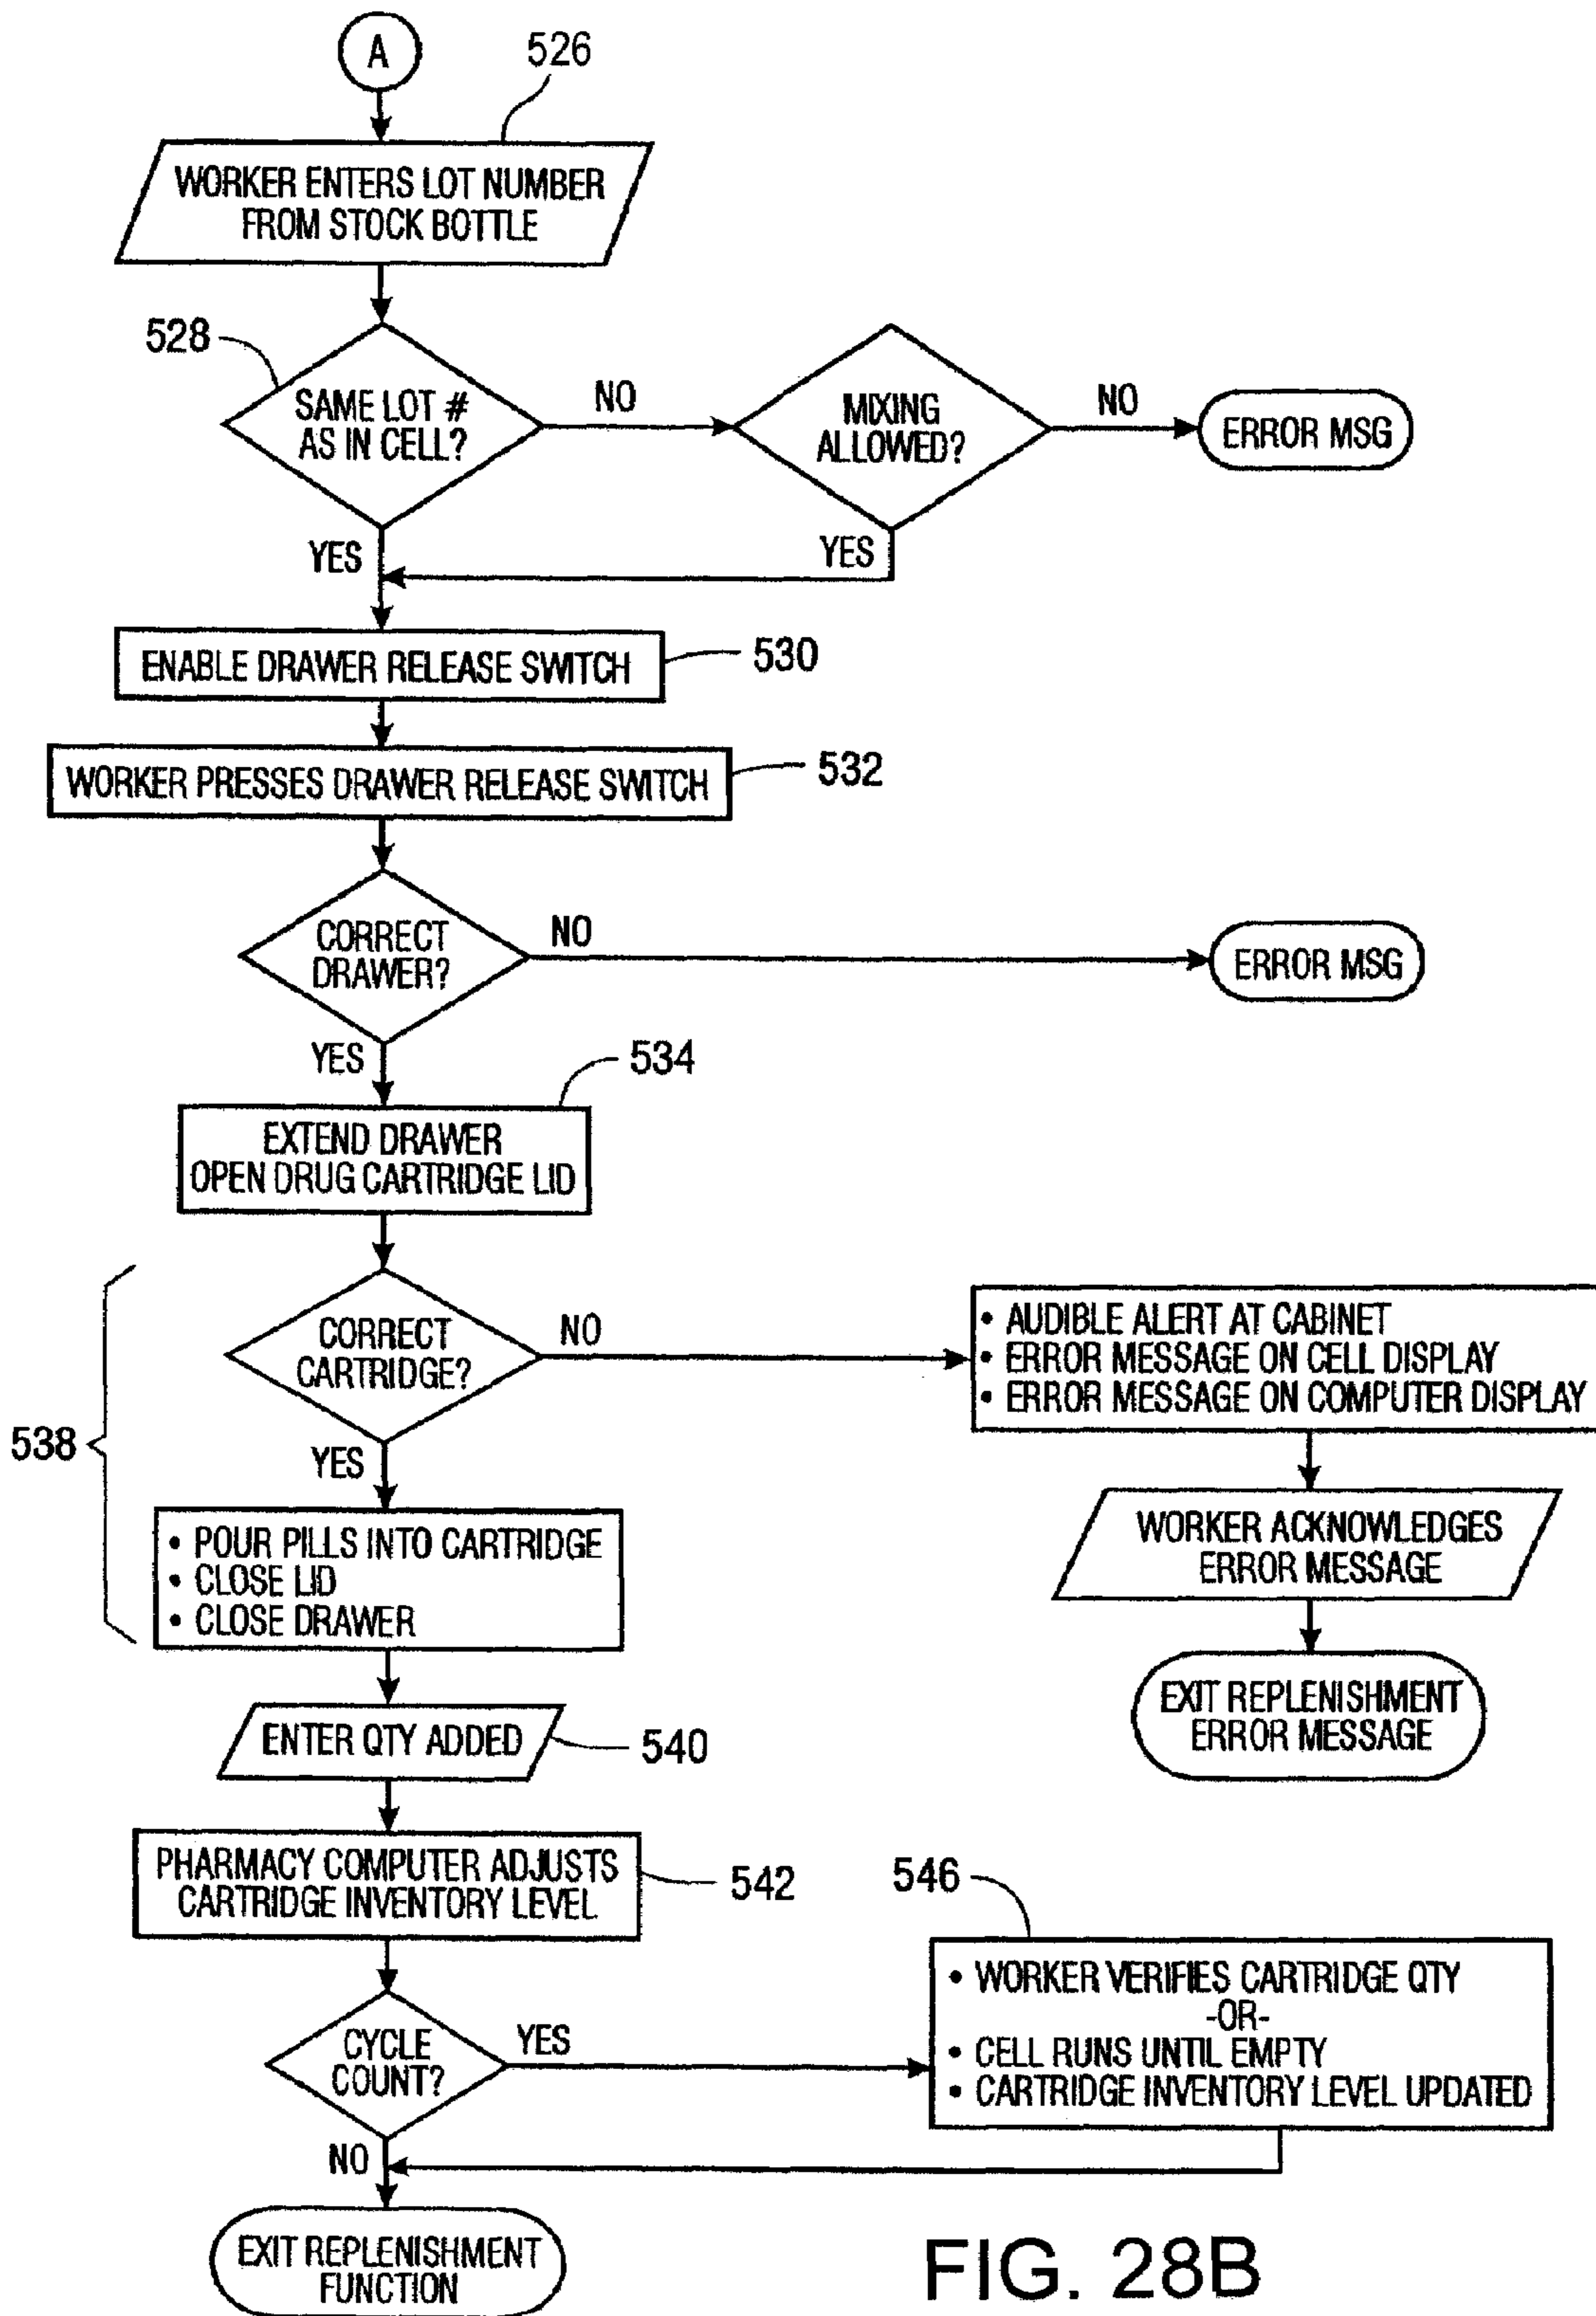 A
526
WORKER ENTERS LOT NUMBER
FROM STOCK BOTTLE
528
SAME LOT #
AS IN CELL?
NO
MIXING
ALLOWED?
NO
ERROR MSG
YES
YES
ENABLE DRAWER RELEASE SWITCH
530
WORKER PRESSES DRAWER RELEASE SWITCH
532
CORRECT
DRAWER?
NO
ERROR MSG
YES
534
EXTEND DRAWER
OPEN DRUG CARTRIDGE LID
538
CORRECT
CARTRIDGE?
NO
• AUDIBLE ALERT AT CABINET
• ERROR MESSAGE ON CELL DISPLAY
• ERROR MESSAGE ON COMPUTER DISPLAY
YES
WORKER ACKNOWLEDGES
ERROR MESSAGE
EXIT REPLENISHMENT
ERROR MESSAGE
• POUR PILLS INTO CARTRIDGE
• CLOSE LID
• CLOSE DRAWER
ENTER QTY ADDED
540
PHARMACY COMPUTER ADJUSTS
CARTRIDGE INVENTORY LEVEL
542
546
CYCLE
COUNT?
YES
• WORKER VERIFIES CARTRIDGE QTY
-OR-
• CELL RUNS UNTIL EMPTY
• CARTRIDGE INVENTORY LEVEL UPDATED
NO
EXIT REPLENISHMENT
FUNCTION
FIG. 28B